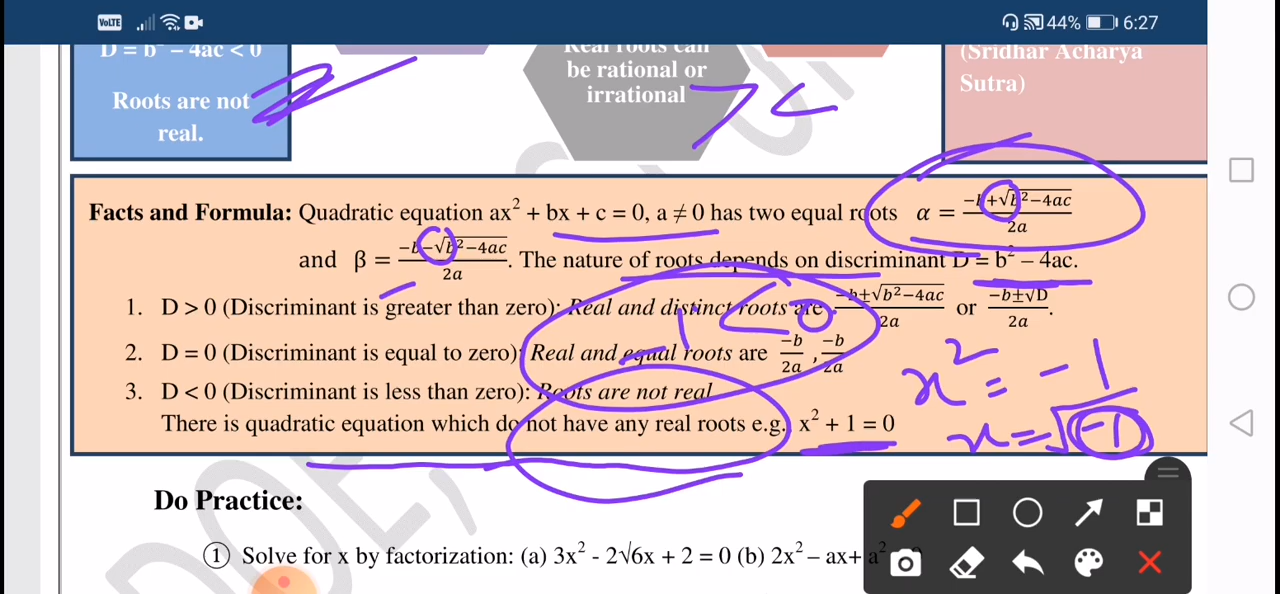 VoLTE 44% 6:27
D = b² – 4ac < 0
Roots are not
real.
Real roots can
be rational or
irrational
(Sridhar Acharya
Sutra)
Facts and Formula: Quadratic equation ax² + bx + c = 0, a ≠ 0 has two equal roots α = −b+√b²−4ac / 2a
and β = −b−√b²−4ac / 2a. The nature of roots depends on discriminant D = b² – 4ac.
1. D > 0 (Discriminant is greater than zero): Real and distinct roots are −b±√b²−4ac / 2a or −b±√D / 2a.
2. D = 0 (Discriminant is equal to zero): Real and equal roots are −b/2a , −b/2a
3. D < 0 (Discriminant is less than zero): Roots are not real
There is quadratic equation which do not have any real roots e.g., x² + 1 = 0
-1 < 0
x² = -1
x = √-1
Do Practice:
① Solve for x by factorization: (a) 3x² - 2√6x + 2 = 0 (b) 2x² – ax+ a²